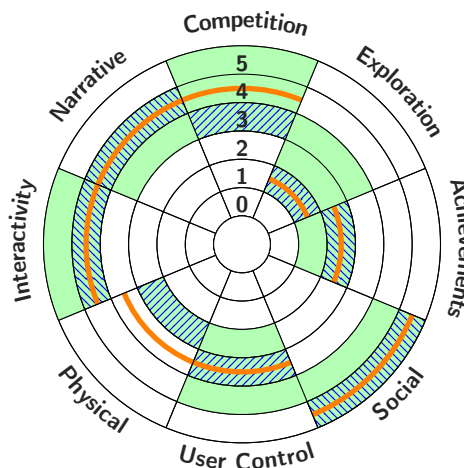 Competition
Exploration
Achievements
Social
User Control
Physical
Interactivity
Narrative
5
4
3
2
1
0